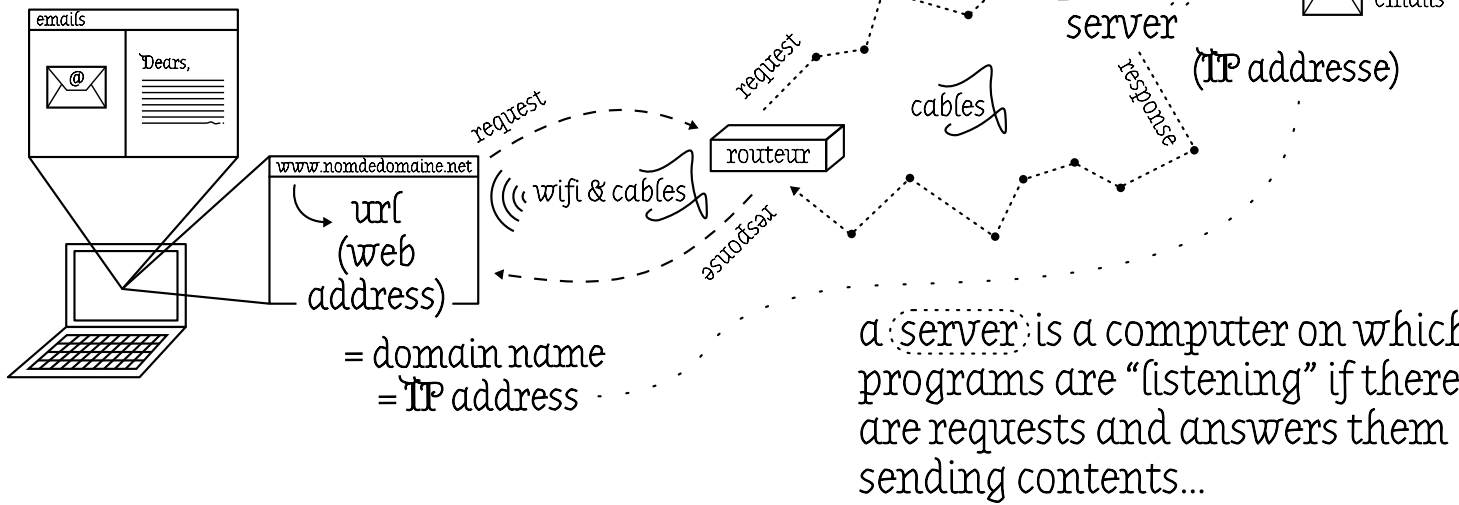 emails
@
Dears,
www.nomdedomaine.net
url
(web
address)
= domain name
= IP address
request
wifi & cables
response
routeur
request
cables
response
server
(IP addresse)
emails
a server is a computer on which
programs are “listening” if there
are requests and answers them
sending contents...